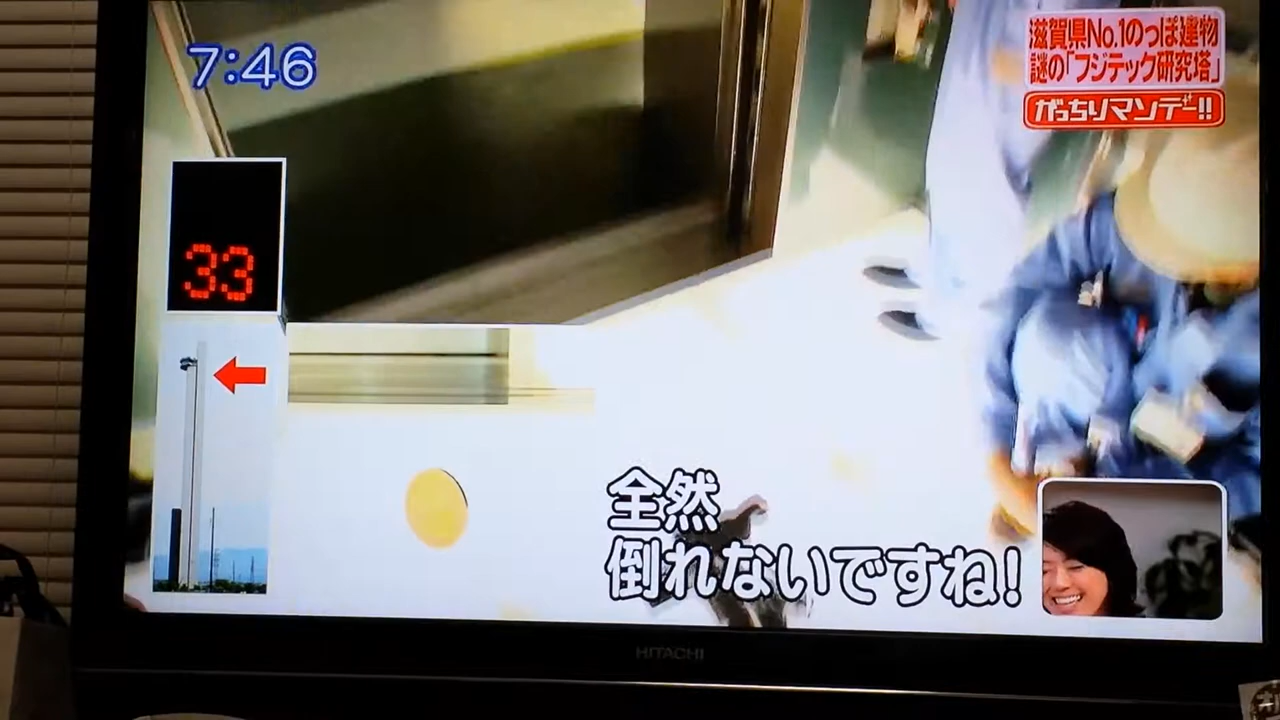 7:46
滋賀県No.1のっぽ建物
謎の「フジテック研究塔」
がっちりマンデー!!
33
全然
倒れないですね!
HITACHI